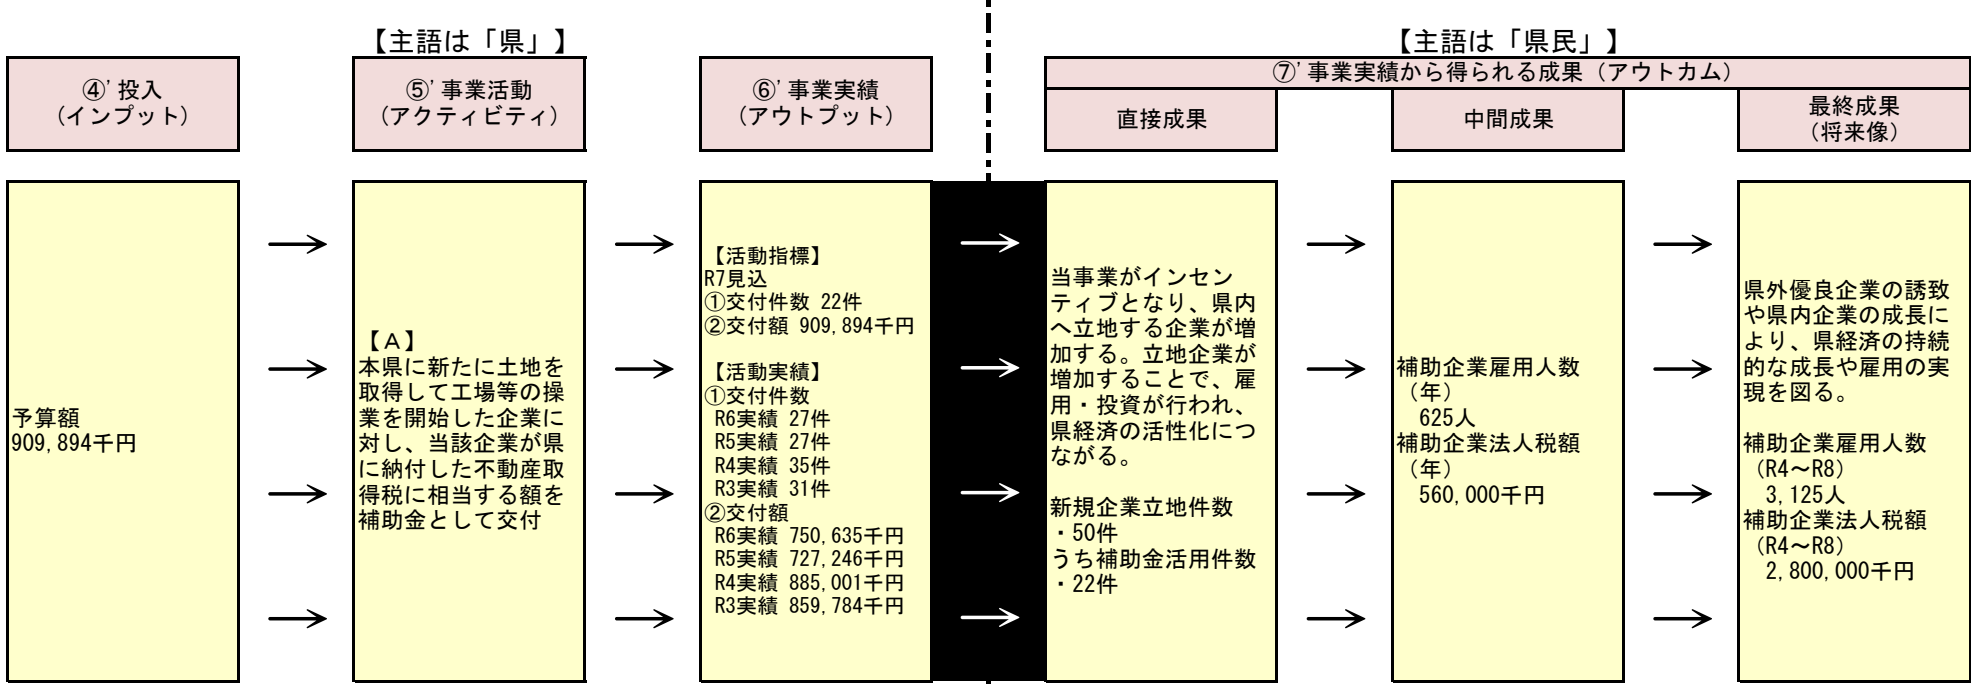 【主語は「県」】
【主語は「県民」】
④’投入
（インプット）
⑤’事業活動
（アクティビティ）
⑥’事業実績
（アウトプット）
⑦’事業実績から得られる成果（アウトカム）
直接成果
中間成果
最終成果
（将来像）
予算額
909,894千円
【A】
本県に新たに土地を
取得して工場等の操
業を開始した企業に
対し、当該企業が県
に納付した不動産取
得税に相当する額を
補助金として交付
【活動指標】
R7見込
①交付件数 22件
②交付額 909,894千円
【活動実績】
①交付件数
R6実績 27件
R5実績 27件
R4実績 35件
R3実績 31件
②交付額
R6実績 750,635千円
R5実績 727,246千円
R4実績 885,001千円
R3実績 859,784千円
当事業がインセン
ティブとなり、県内
へ立地する企業が増
加する。立地企業が
増加することで、雇
用・投資が行われ、
県経済の活性化につ
ながる。
新規企業立地件数
・50件
うち補助金活用件数
・22件
補助企業雇用人数
（年）
625人
補助企業法人税額
（年）
560,000千円
県外優良企業の誘致
や県内企業の成長に
より、県経済の持続
的な成長や雇用の実
現を図る。
補助企業雇用人数
（R4～R8）
3,125人
補助企業法人税額
（R4～R8）
2,800,000千円